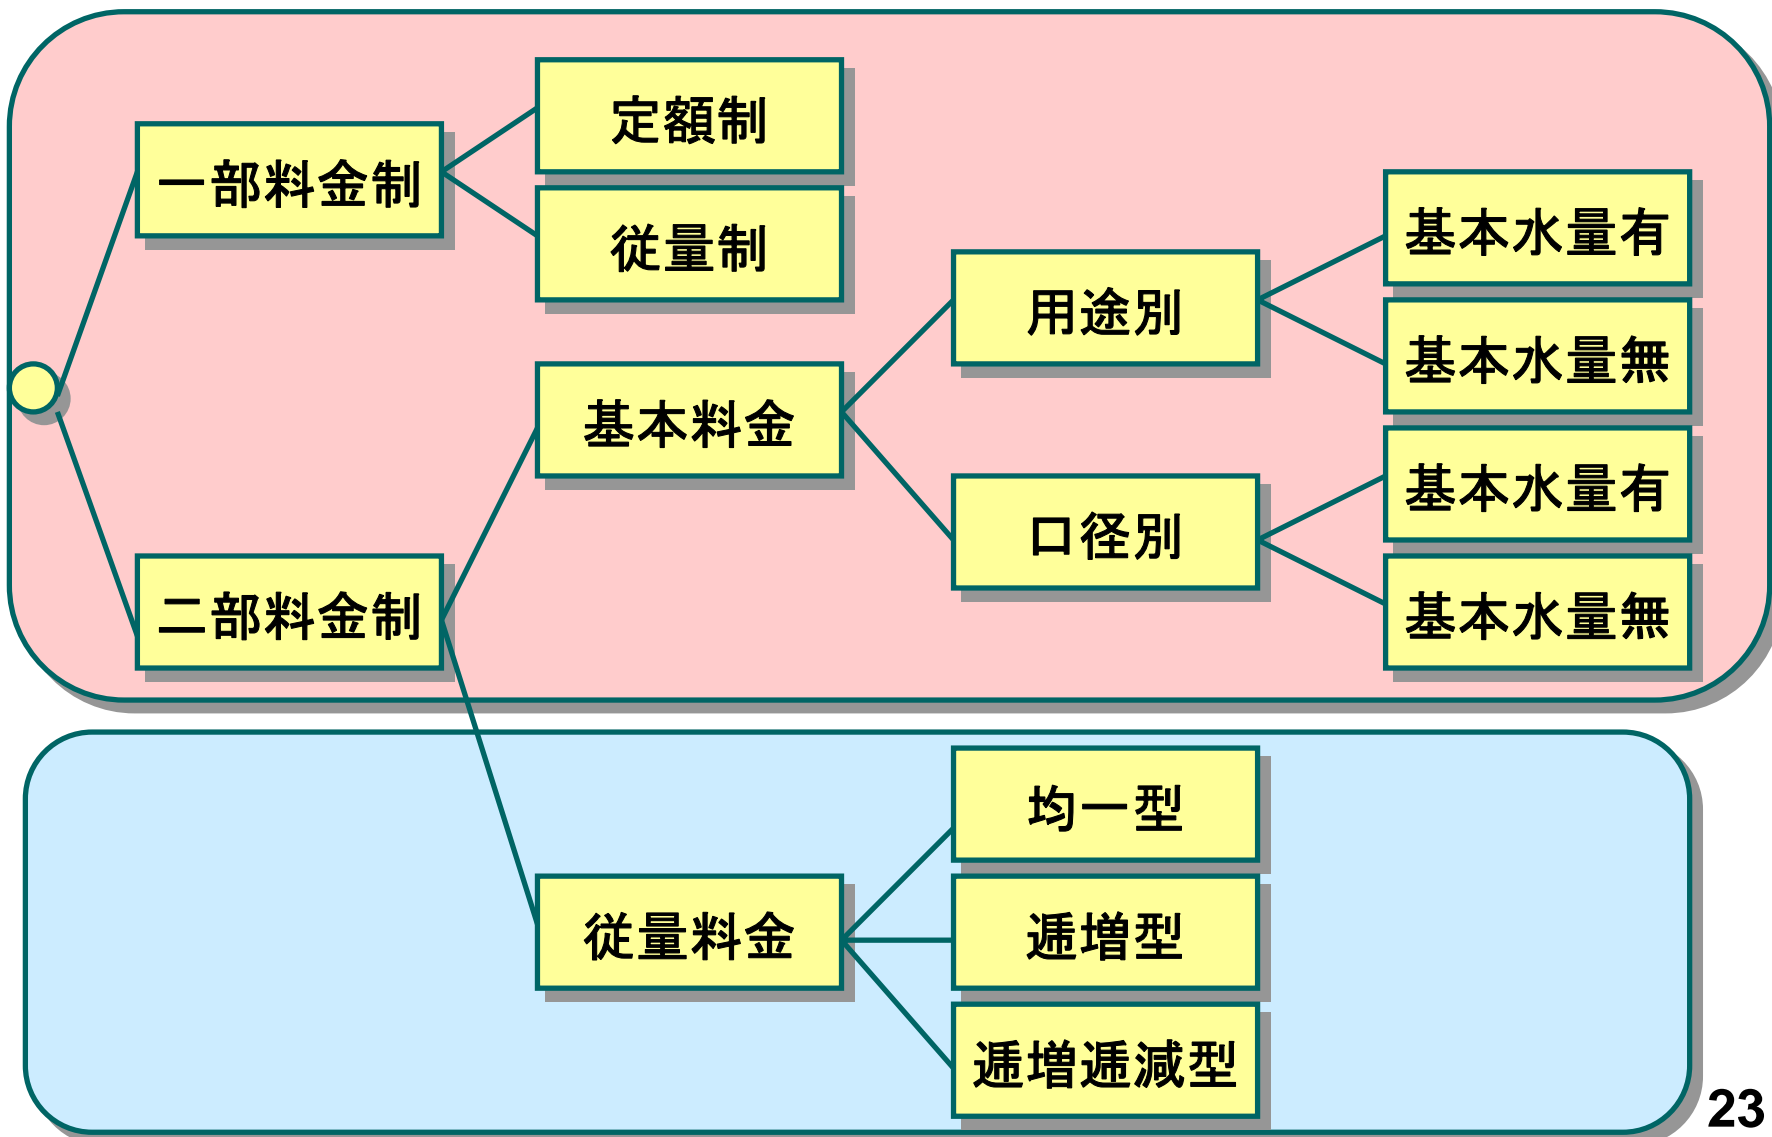 定額制
一部料金制
従量制
基本水量有
用途別
基本水量無
基本料金
基本水量有
口径別
二部料金制
基本水量無
均一型
従量料金
逓増型
逓増逓減型
23